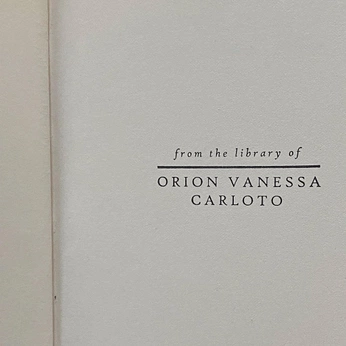 from the library of
ORION VANESSA
CARLOTO